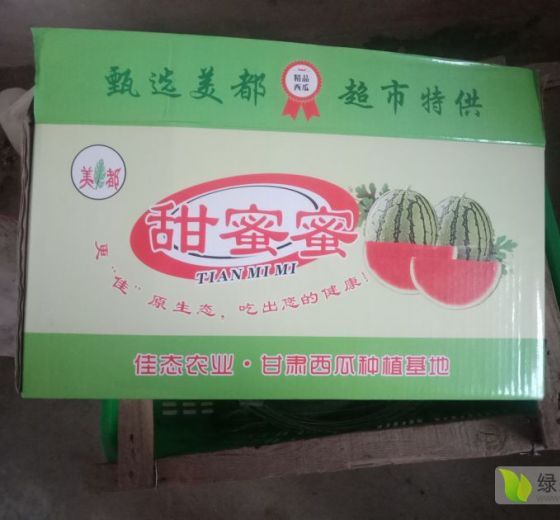 甄选美都 精品 西瓜 超市特供
美都
甜蜜蜜
TIAN MI MI
更“佳”原生态，吃出您的健康！
佳态农业·甘肃西瓜种植基地
绿